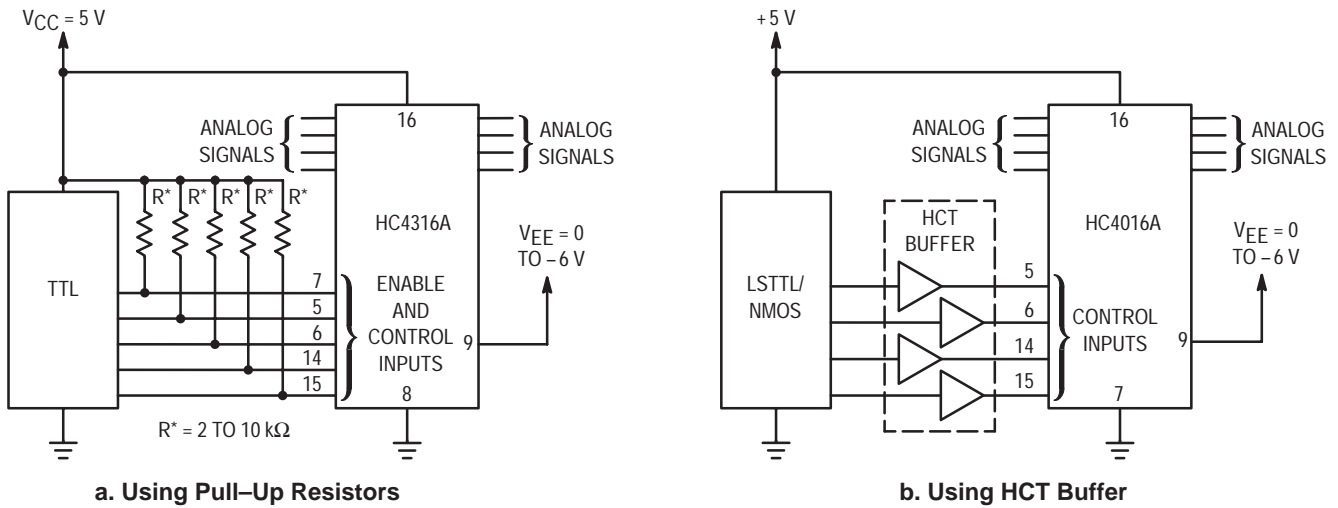 VCC = 5 V
ANALOG
SIGNALS
16
ANALOG
SIGNALS
R* R* R* R* R*
HC4316A
VEE = 0
TO – 6 V
TTL
7
5
6
14
15
ENABLE
AND
CONTROL
INPUTS
9
8
R* = 2 TO 10 kΩ
a. Using Pull–Up Resistors
+ 5 V
ANALOG
SIGNALS
16
ANALOG
SIGNALS
HCT
BUFFER
HC4016A
VEE = 0
TO – 6 V
LSTTL/
NMOS
5
6
14
15
CONTROL
INPUTS
9
7
b. Using HCT Buffer